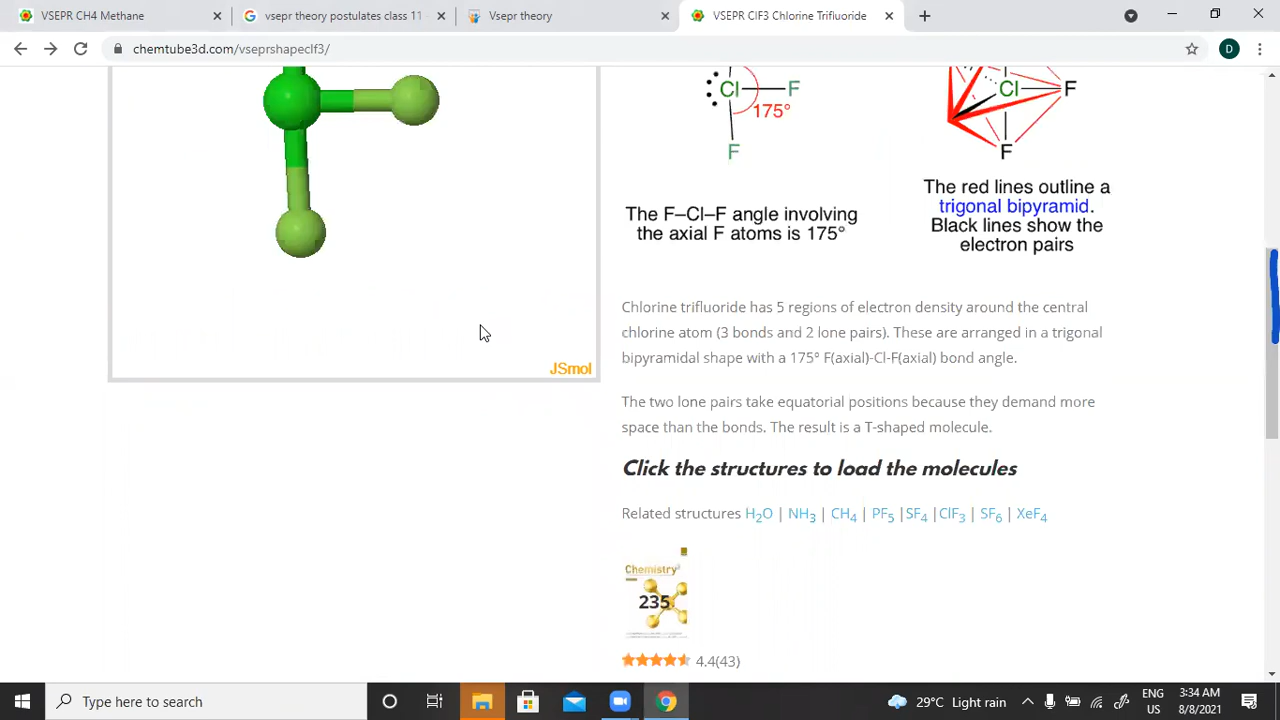 VSEPR CH4 Methane
vsepr theory postulates class 11
Vsepr theory
VSEPR ClF3 Chlorine Trifluoride
chemtube3d.com/vseprshapeclf3/
D
Cl
F
175°
F
Cl
F
F
The F–Cl–F angle involving
the axial F atoms is 175°
The red lines outline a
trigonal bipyramid.
Black lines show the
electron pairs
JSmol
Chlorine trifluoride has 5 regions of electron density around the central
chlorine atom (3 bonds and 2 lone pairs). These are arranged in a trigonal
bipyramidal shape with a 175° F(axial)-Cl-F(axial) bond angle.
The two lone pairs take equatorial positions because they demand more
space than the bonds. The result is a T-shaped molecule.
Click the structures to load the molecules
Related structures H₂O | NH₃ | CH₄ | PF₅ |SF₄ |ClF₃ | SF₆ | XeF₄
Chemistry³
235
4.4(43)
Type here to search
29°C Light rain
ENG
US
3:34 AM
8/8/2021